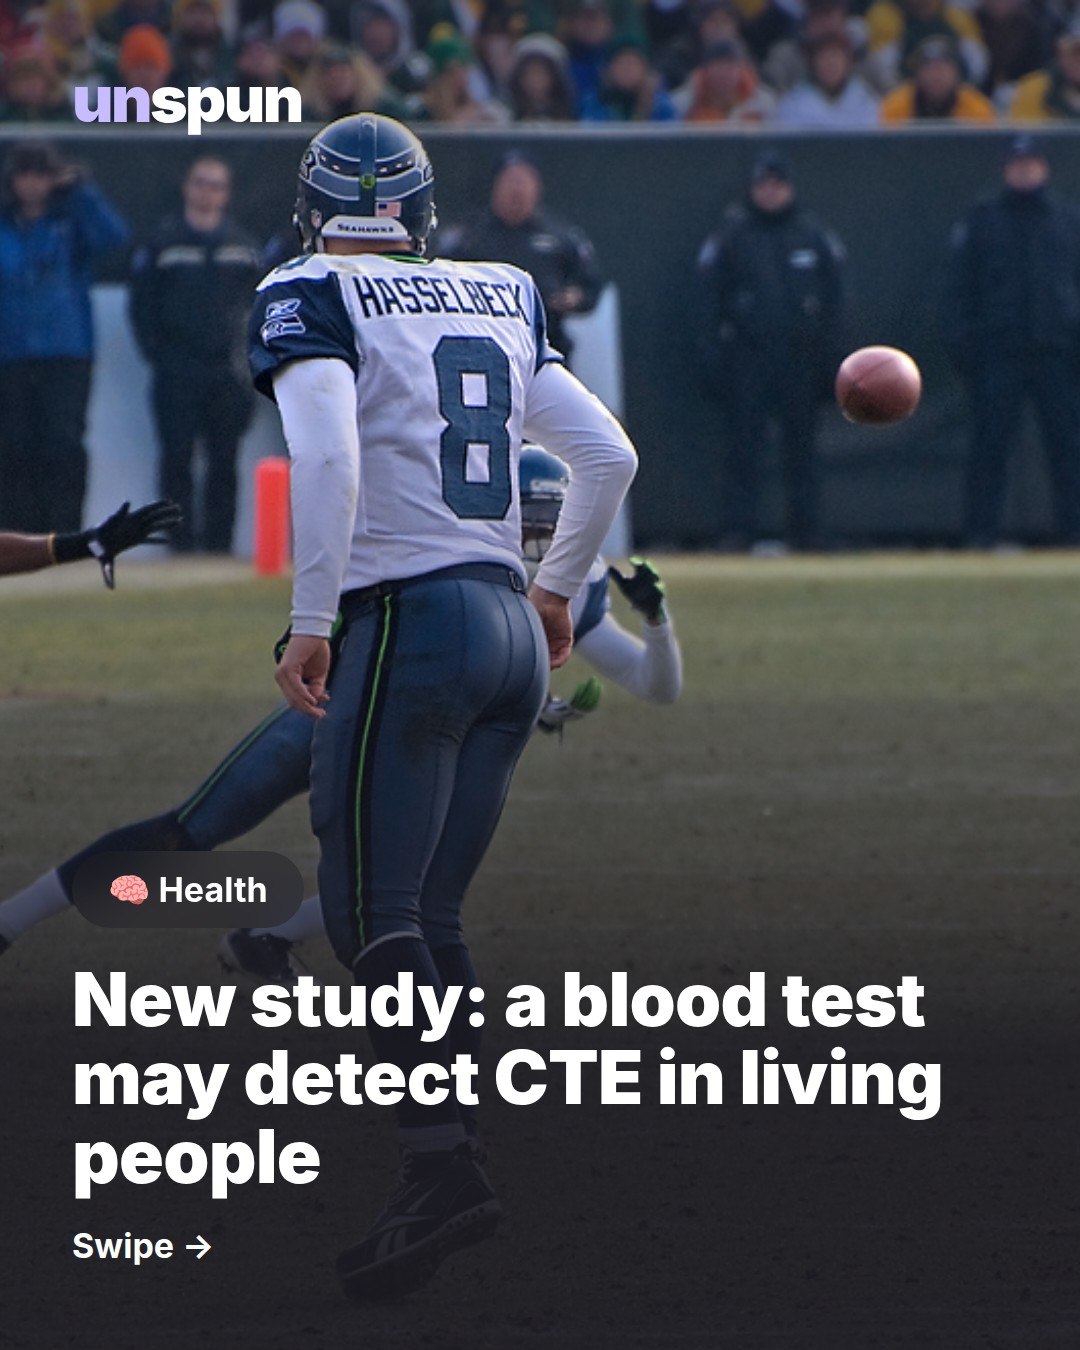 unspun
SEAHAWKS
HASSELBECK
8
Health
New study: a blood test
may detect CTE in living
people
Swipe →